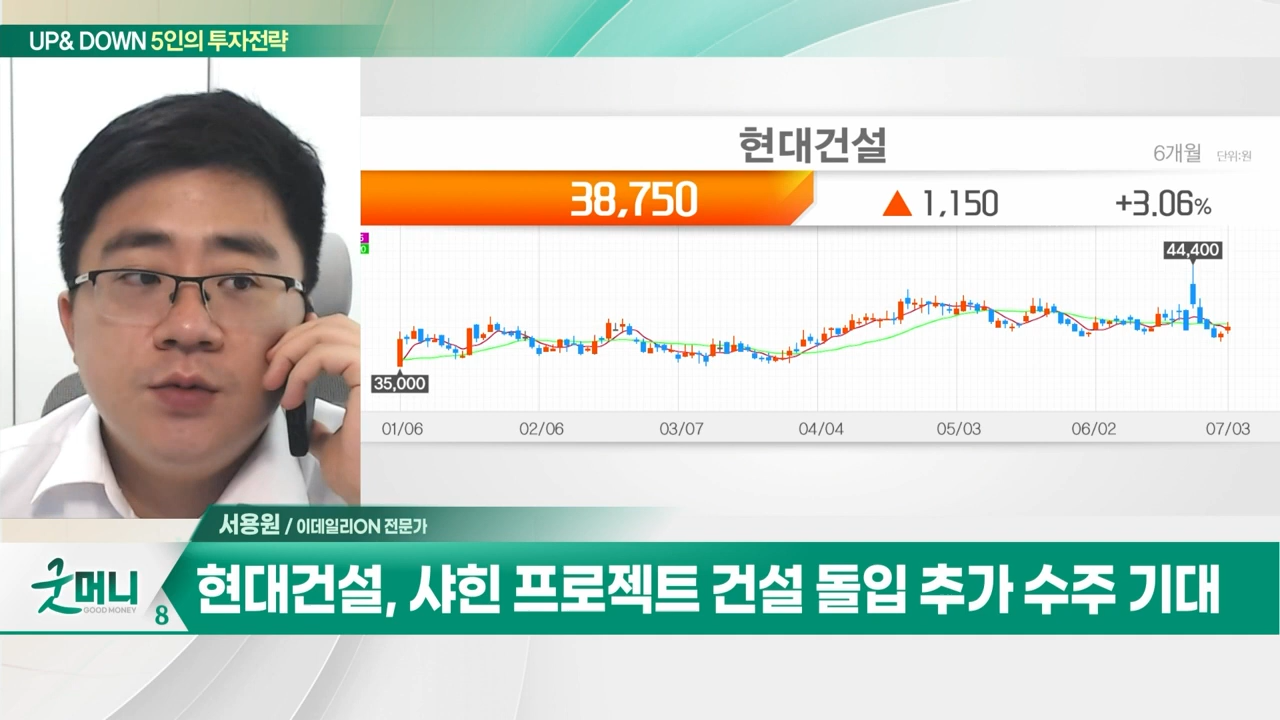 UP& DOWN 5인의 투자전략
현대건설
6개월 단위:원
38,750 ▲ 1,150 +3.06%
44,400
35,000
01/06 02/06 03/07 04/04 05/03 06/02 07/03
서용원 / 이데일리ON 전문가
굿머니
GOOD MONEY
8
현대건설, 샤힌 프로젝트 건설 돌입 추가 수주 기대